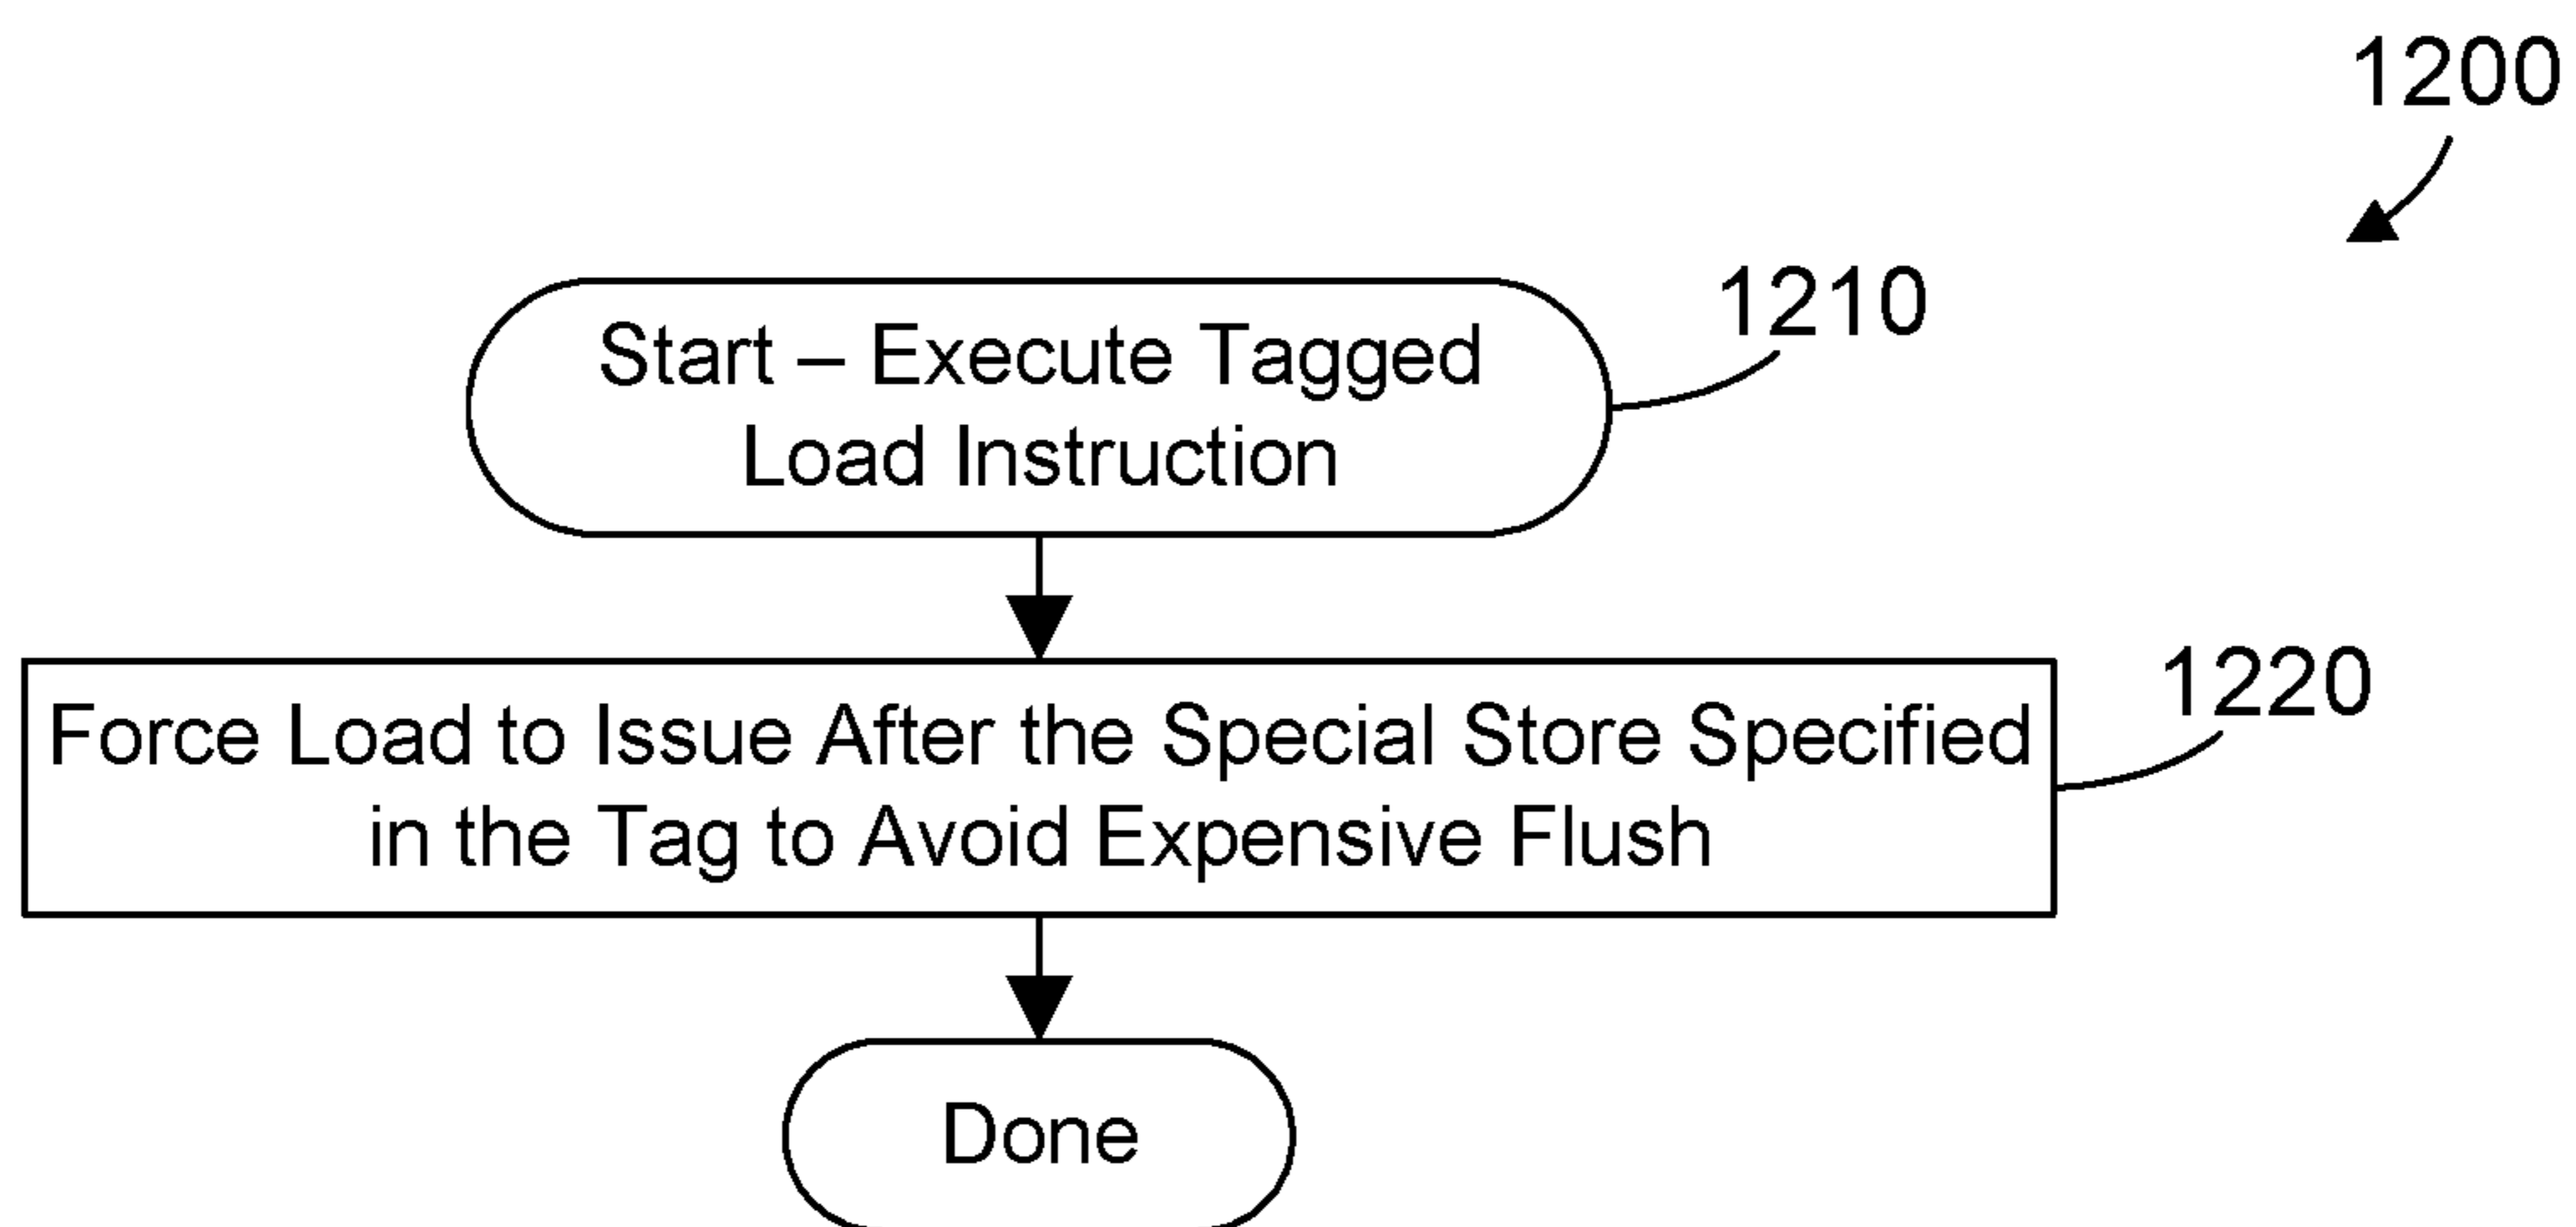 1200
1210
Start – Execute Tagged
Load Instruction
1220
Force Load to Issue After the Special Store Specified
in the Tag to Avoid Expensive Flush
Done